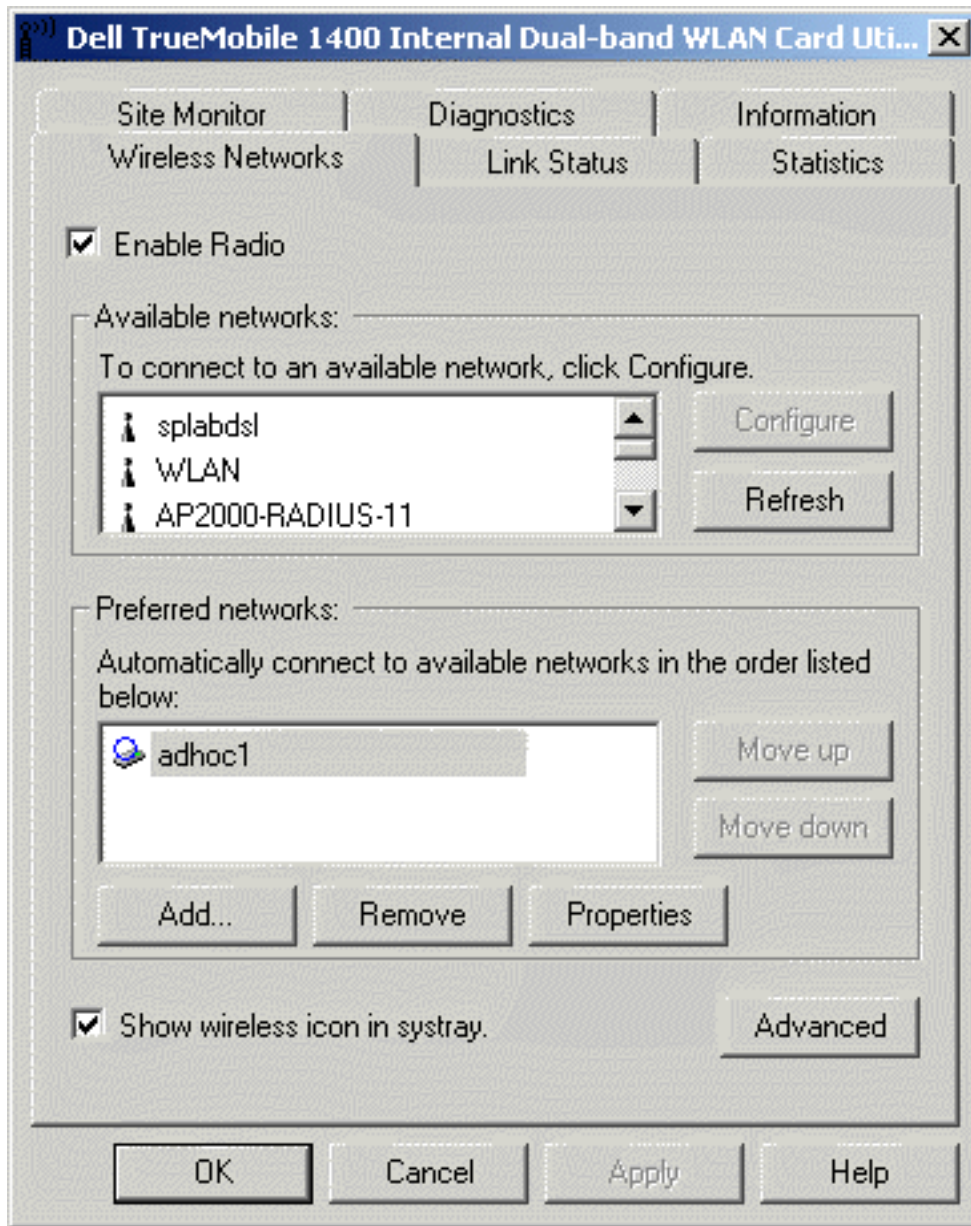 Dell TrueMobile 1400 Internal Dual-band WLAN Card Uti...
Site Monitor
Diagnostics
Information
Wireless Networks
Link Status
Statistics
Enable Radio
Available networks:
To connect to an available network, click Configure.
splabdsl
WLAN
AP2000-RADIUS-11
Configure
Refresh
Preferred networks:
Automatically connect to available networks in the order listed
below:
adhoc1
Move up
Move down
Add...
Remove
Properties
Show wireless icon in systray.
Advanced
OK
Cancel
Apply
Help